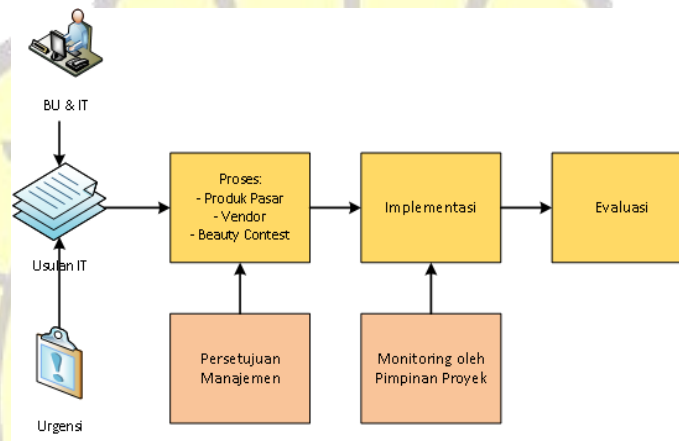 BU & IT
Usulan IT
Urgensi
Proses:
- Produk Pasar
- Vendor
- Beauty Contest
Implementasi
Evaluasi
Persetujuan
Manajemen
Monitoring oleh
Pimpinan Proyek